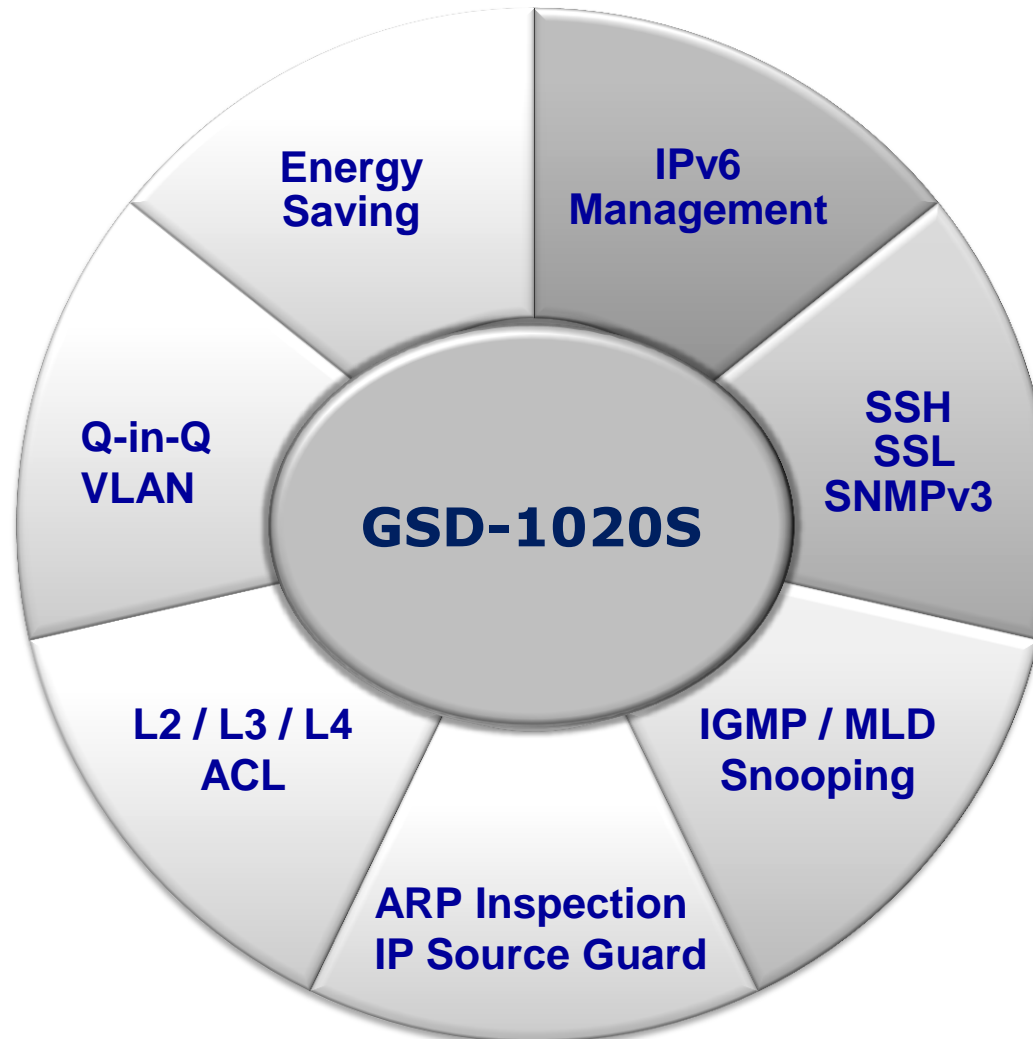 Energy
Saving
IPv6
Management
SSH
SSL
SNMPv3
Q-in-Q
VLAN
GSD-1020S
L2 / L3 / L4
ACL
IGMP / MLD
Snooping
ARP Inspection
IP Source Guard